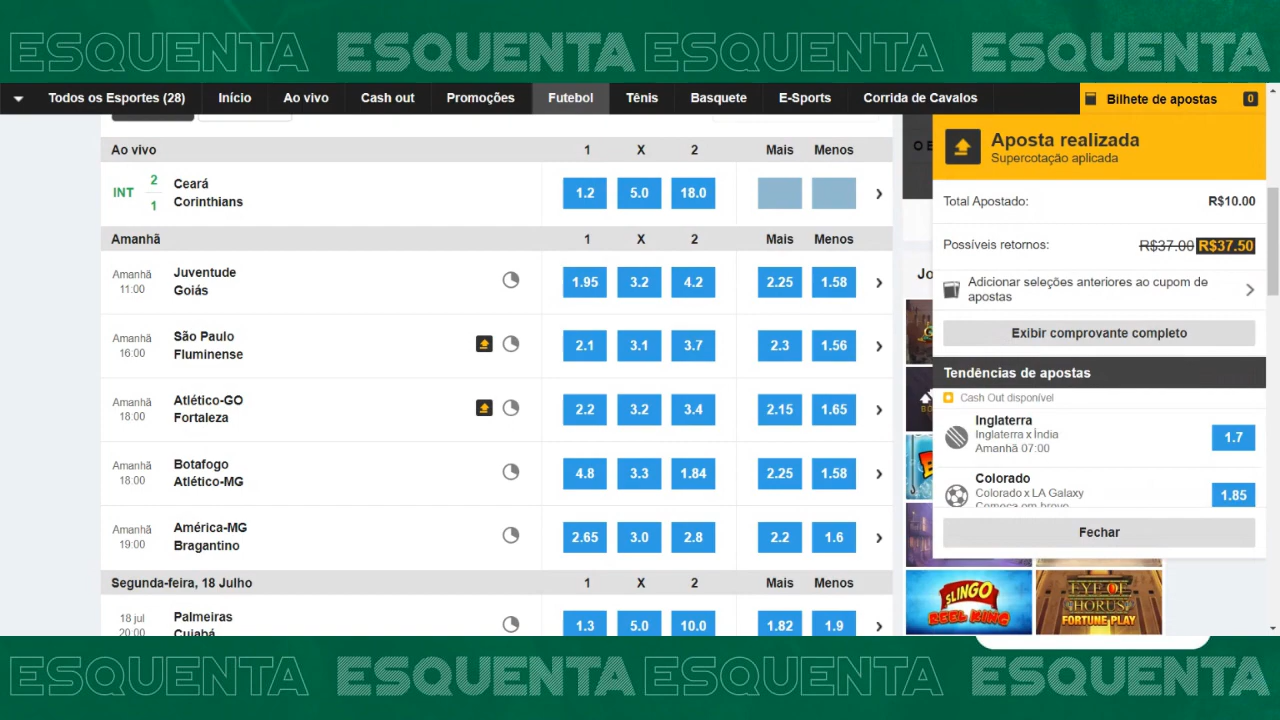 ESQUENTA ESQUENTA ESQUENTA ESQUENTA
Todos os Esportes (28) Início Ao vivo Cash out Promoções Futebol Tênis Basquete E-Sports Corrida de Cavalos Bilhete de apostas 0
Ao vivo 1 X 2 Mais Menos
INT 2 1 Ceará 1.2 5.0 18.0
Corinthians
Amanhã 1 X 2 Mais Menos
Amanhã Juventude
11:00 Goiás 1.95 3.2 4.2 2.25 1.58
Amanhã São Paulo
16:00 Fluminense 2.1 3.1 3.7 2.3 1.56
Amanhã Atlético-GO
18:00 Fortaleza 2.2 3.2 3.4 2.15 1.65
Amanhã Botafogo
18:00 Atlético-MG 4.8 3.3 1.84 2.25 1.58
Amanhã América-MG
19:00 Bragantino 2.65 3.0 2.8 2.2 1.6
Segunda-feira, 18 Julho 1 X 2 Mais Menos
18 jul Palmeiras
20:00 Cuiabá 1.3 5.0 10.0 1.82 1.9
Aposta realizada
Supercotação aplicada
Total Apostado: R$10.00
Possíveis retornos: R$37.00 R$37.50
Adicionar seleções anteriores ao cupom de
apostas
Exibir comprovante completo
Tendências de apostas
Cash Out disponível
Inglaterra
Inglaterra x Índia 1.7
Amanhã 07:00
Colorado
Colorado x LA Galaxy 1.85
Começa em breve
Fechar
Jo
SLINGO
REEL KING
EYE OF
HORUS
FORTUNE PLAY
ESQUENTA ESQUENTA ESQUENTA ESQUENTA